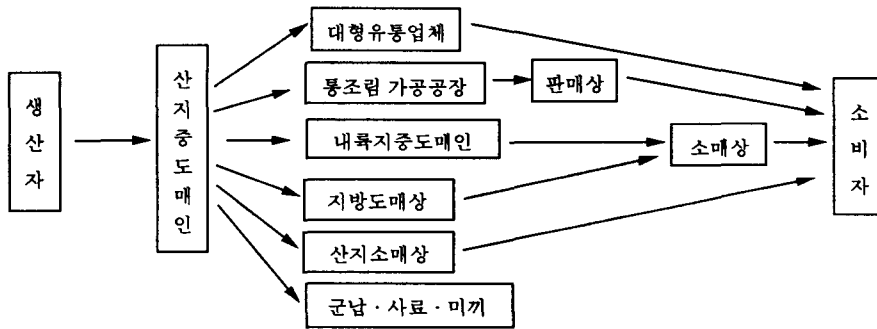 생산자
산지중도매인
대형유통업체
통조림 가공공장
판매상
내륙지중도매인
소매상
지방도매상
산지소매상
군납 · 사료 · 미끼
소비자